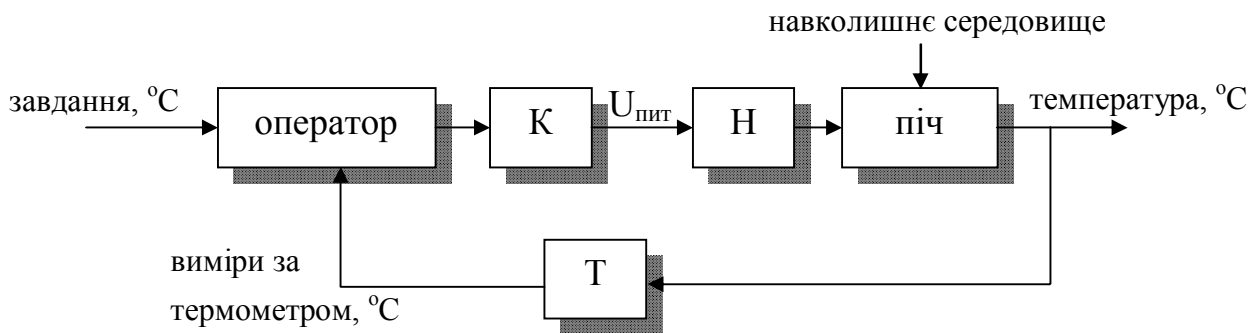 навколишнє середовище
завдання, °C
оператор
К
Uпит
Н
піч
температура, °C
виміри за
термометром, °C
Т